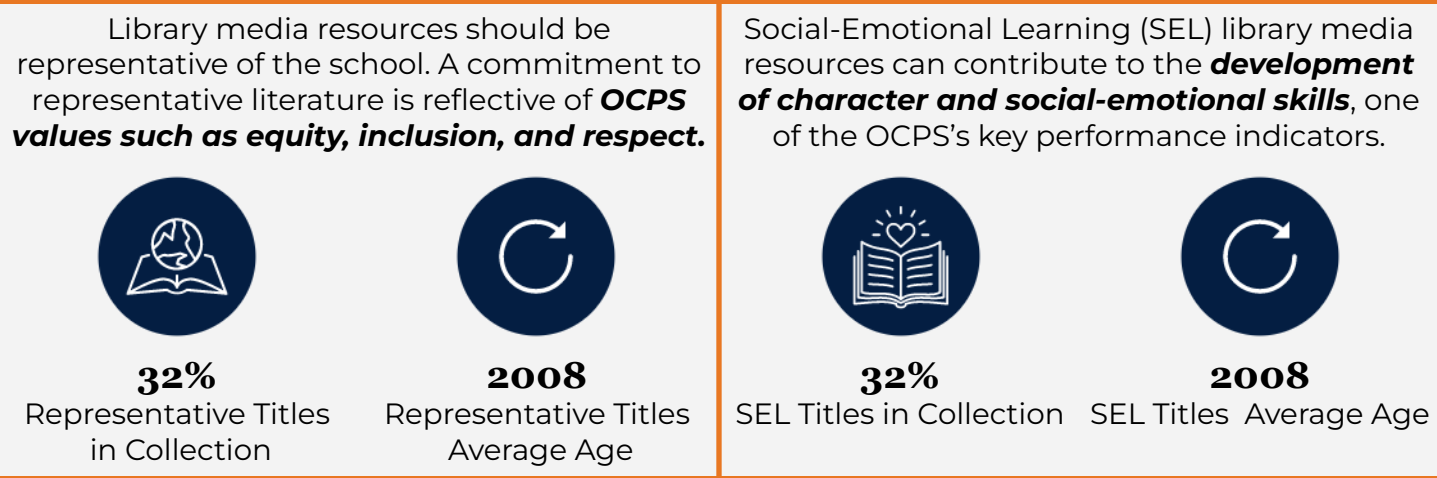 Library media resources should be
representative of the school. A commitment to
representative literature is reflective of OCPS
values such as equity, inclusion, and respect.
32%
Representative Titles
in Collection
2008
Representative Titles
Average Age
Social-Emotional Learning (SEL) library media
resources can contribute to the development
of character and social-emotional skills, one
of the OCPS’s key performance indicators.
32%
SEL Titles in Collection
2008
SEL Titles  Average Age